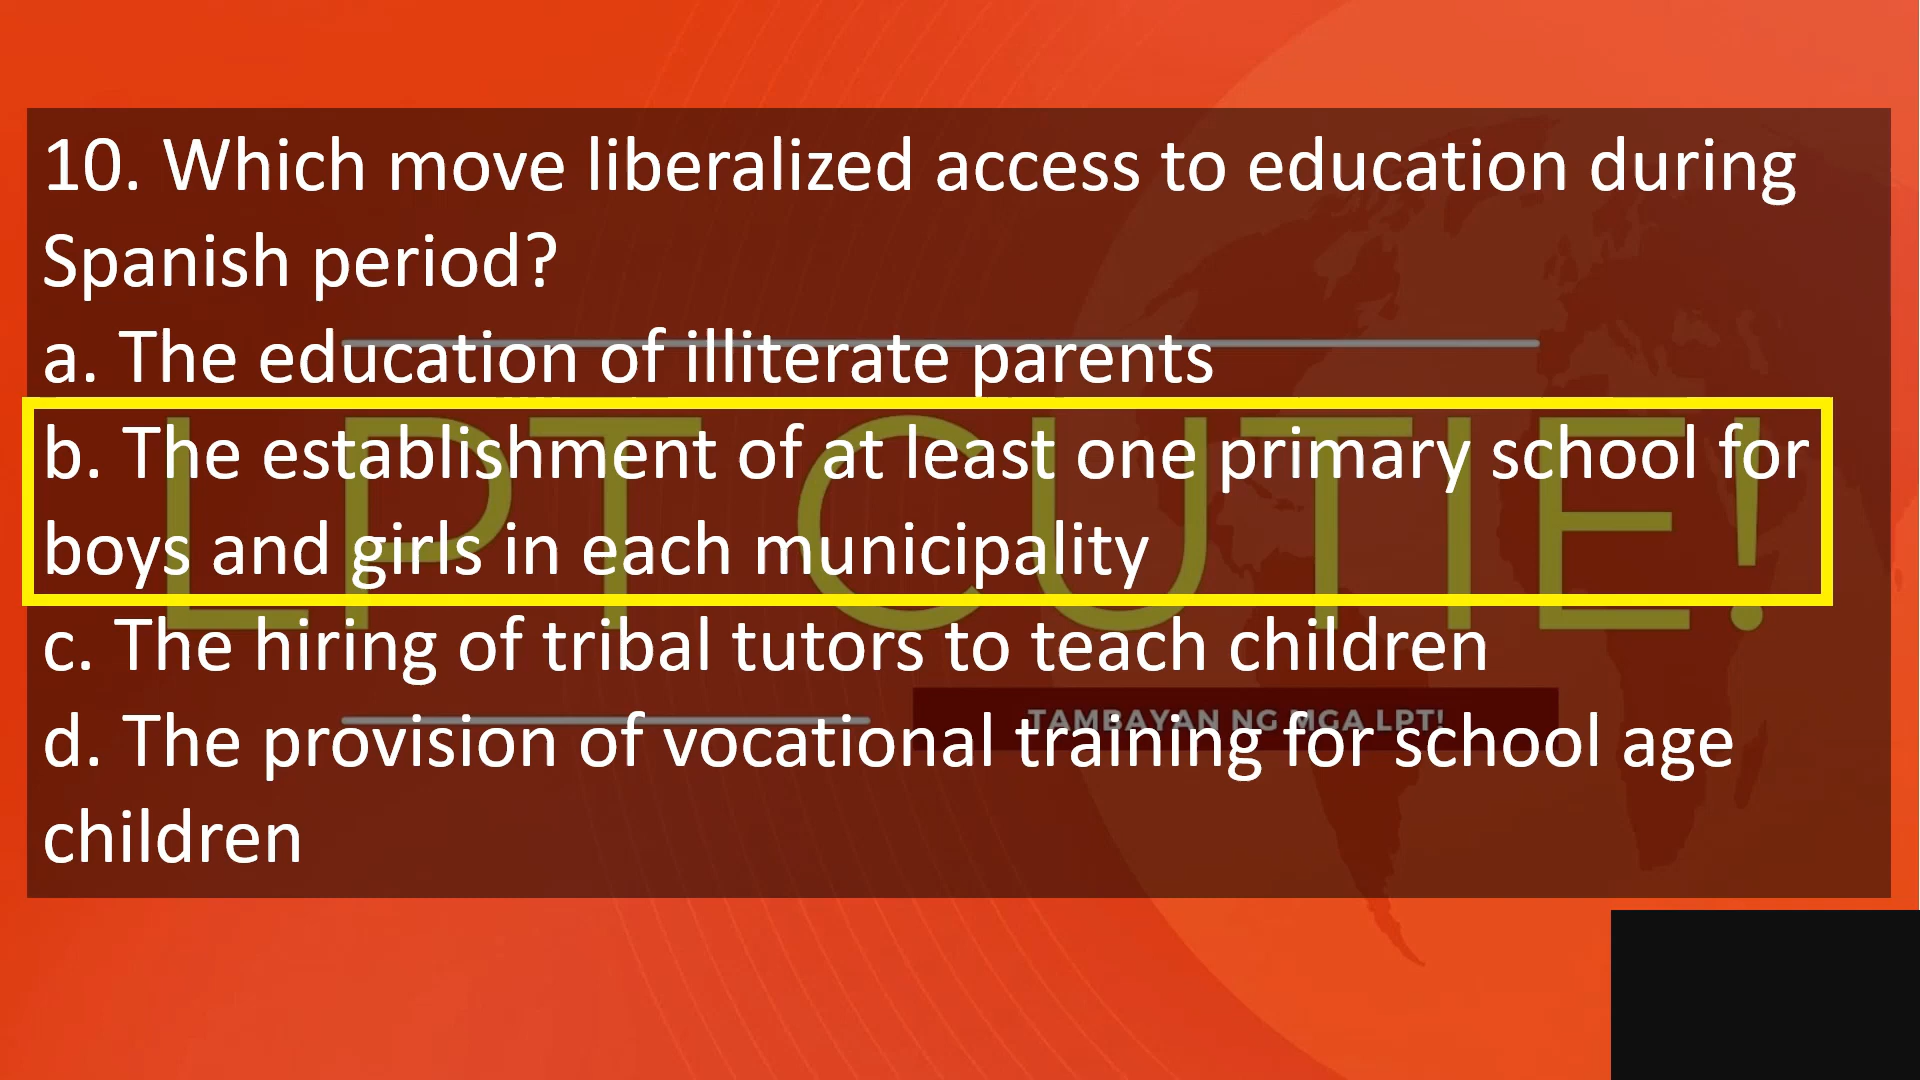 10. Which move liberalized access to education during
Spanish period?
a. The education of illiterate parents
b. The establishment of at least one primary school for
boys and girls in each municipality
c. The hiring of tribal tutors to teach children
d. The provision of vocational training for school age
children
LPT CUTIE!
TAMBAYAN NG MGA LPT!